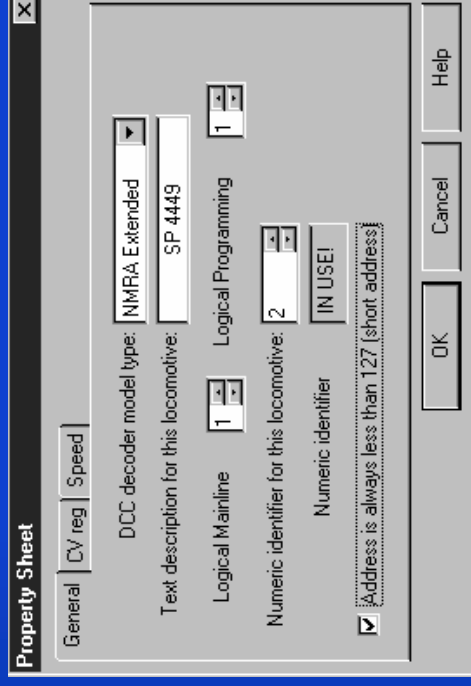 Property Sheet
General CV reg Speed
DCC decoder model type: NMRA Extended
Text description for this locomotive: SP 4449
Logical Mainline 1 Logical Programming 1
Numeric identifier for this locomotive: 2
Numeric identifier IN USE!
Address is always less than 127 (short address)
OK Cancel Help